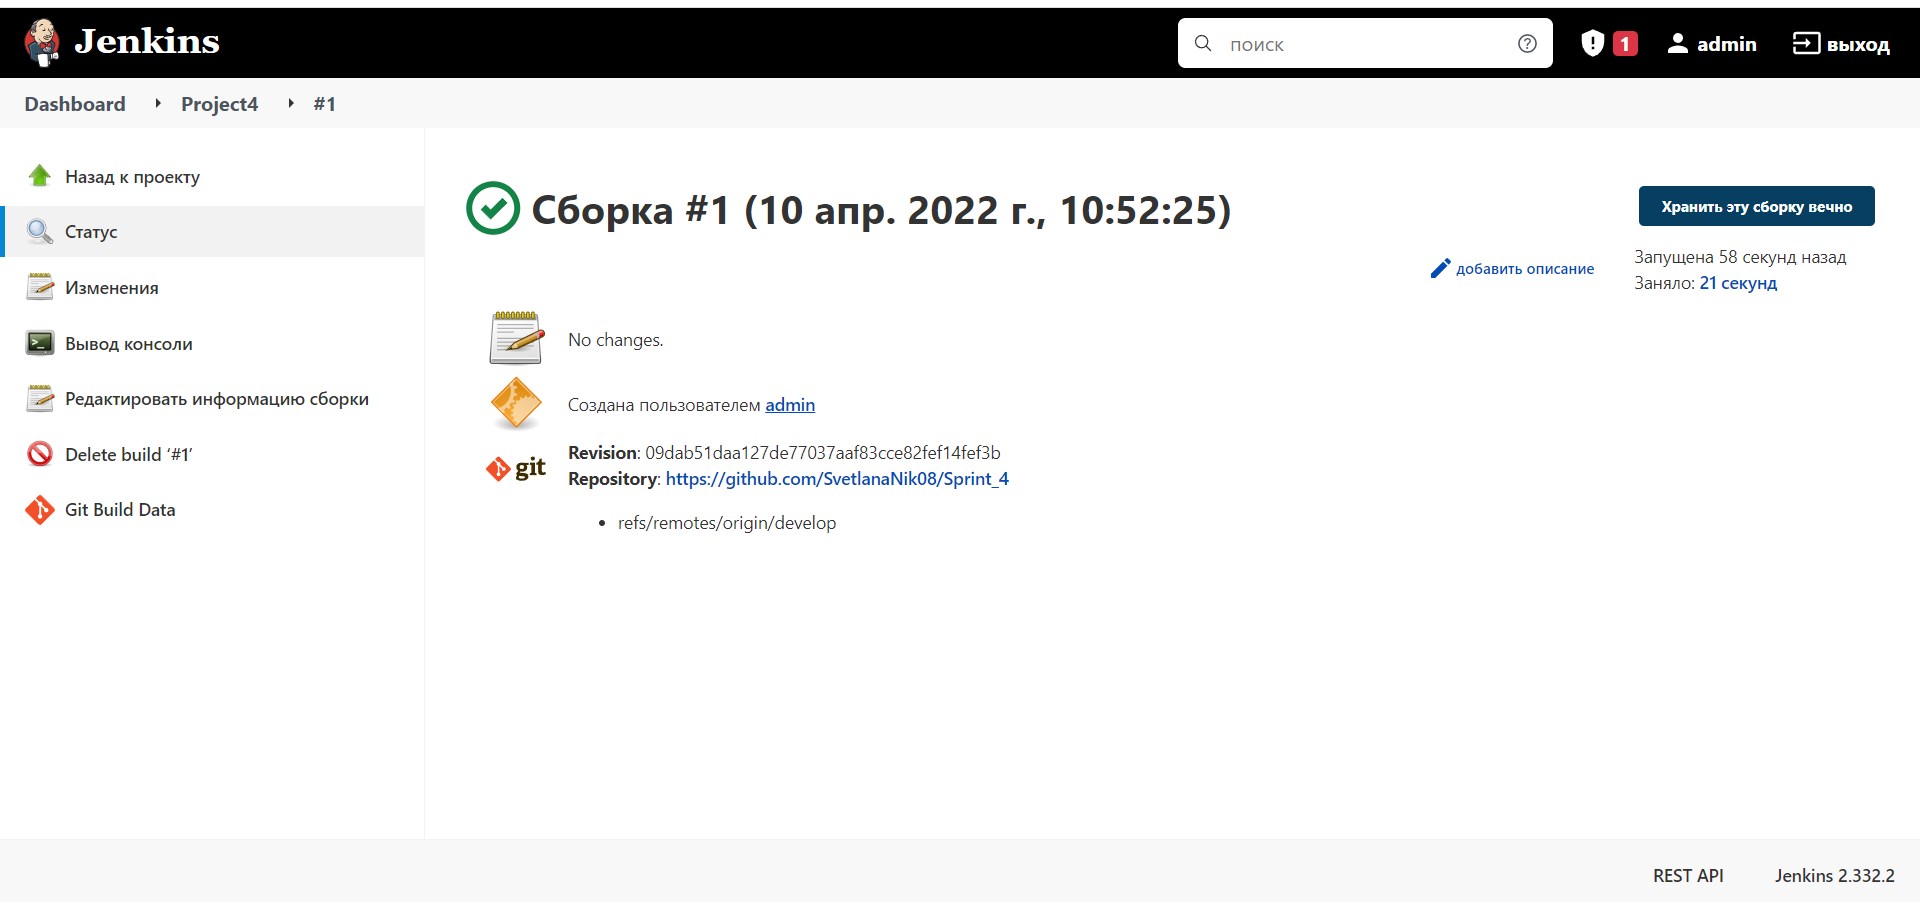 Jenkins
поиск
1
admin
выход
Dashboard
Project4
#1
Назад к проекту
Статус
Изменения
Вывод консоли
Редактировать информацию сборки
Delete build ‘#1’
Git Build Data
Сборка #1 (10 апр. 2022 г., 10:52:25)
Хранить эту сборку вечно
добавить описание
Запущена 58 секунд назад
Заняло: 21 секунд
No changes.
Создана пользователем admin
git
Revision: 09dab51daa127de77037aaf83cce82fef14fef3b
Repository: https://github.com/SvetlanaNik08/Sprint_4
refs/remotes/origin/develop
REST API
Jenkins 2.332.2